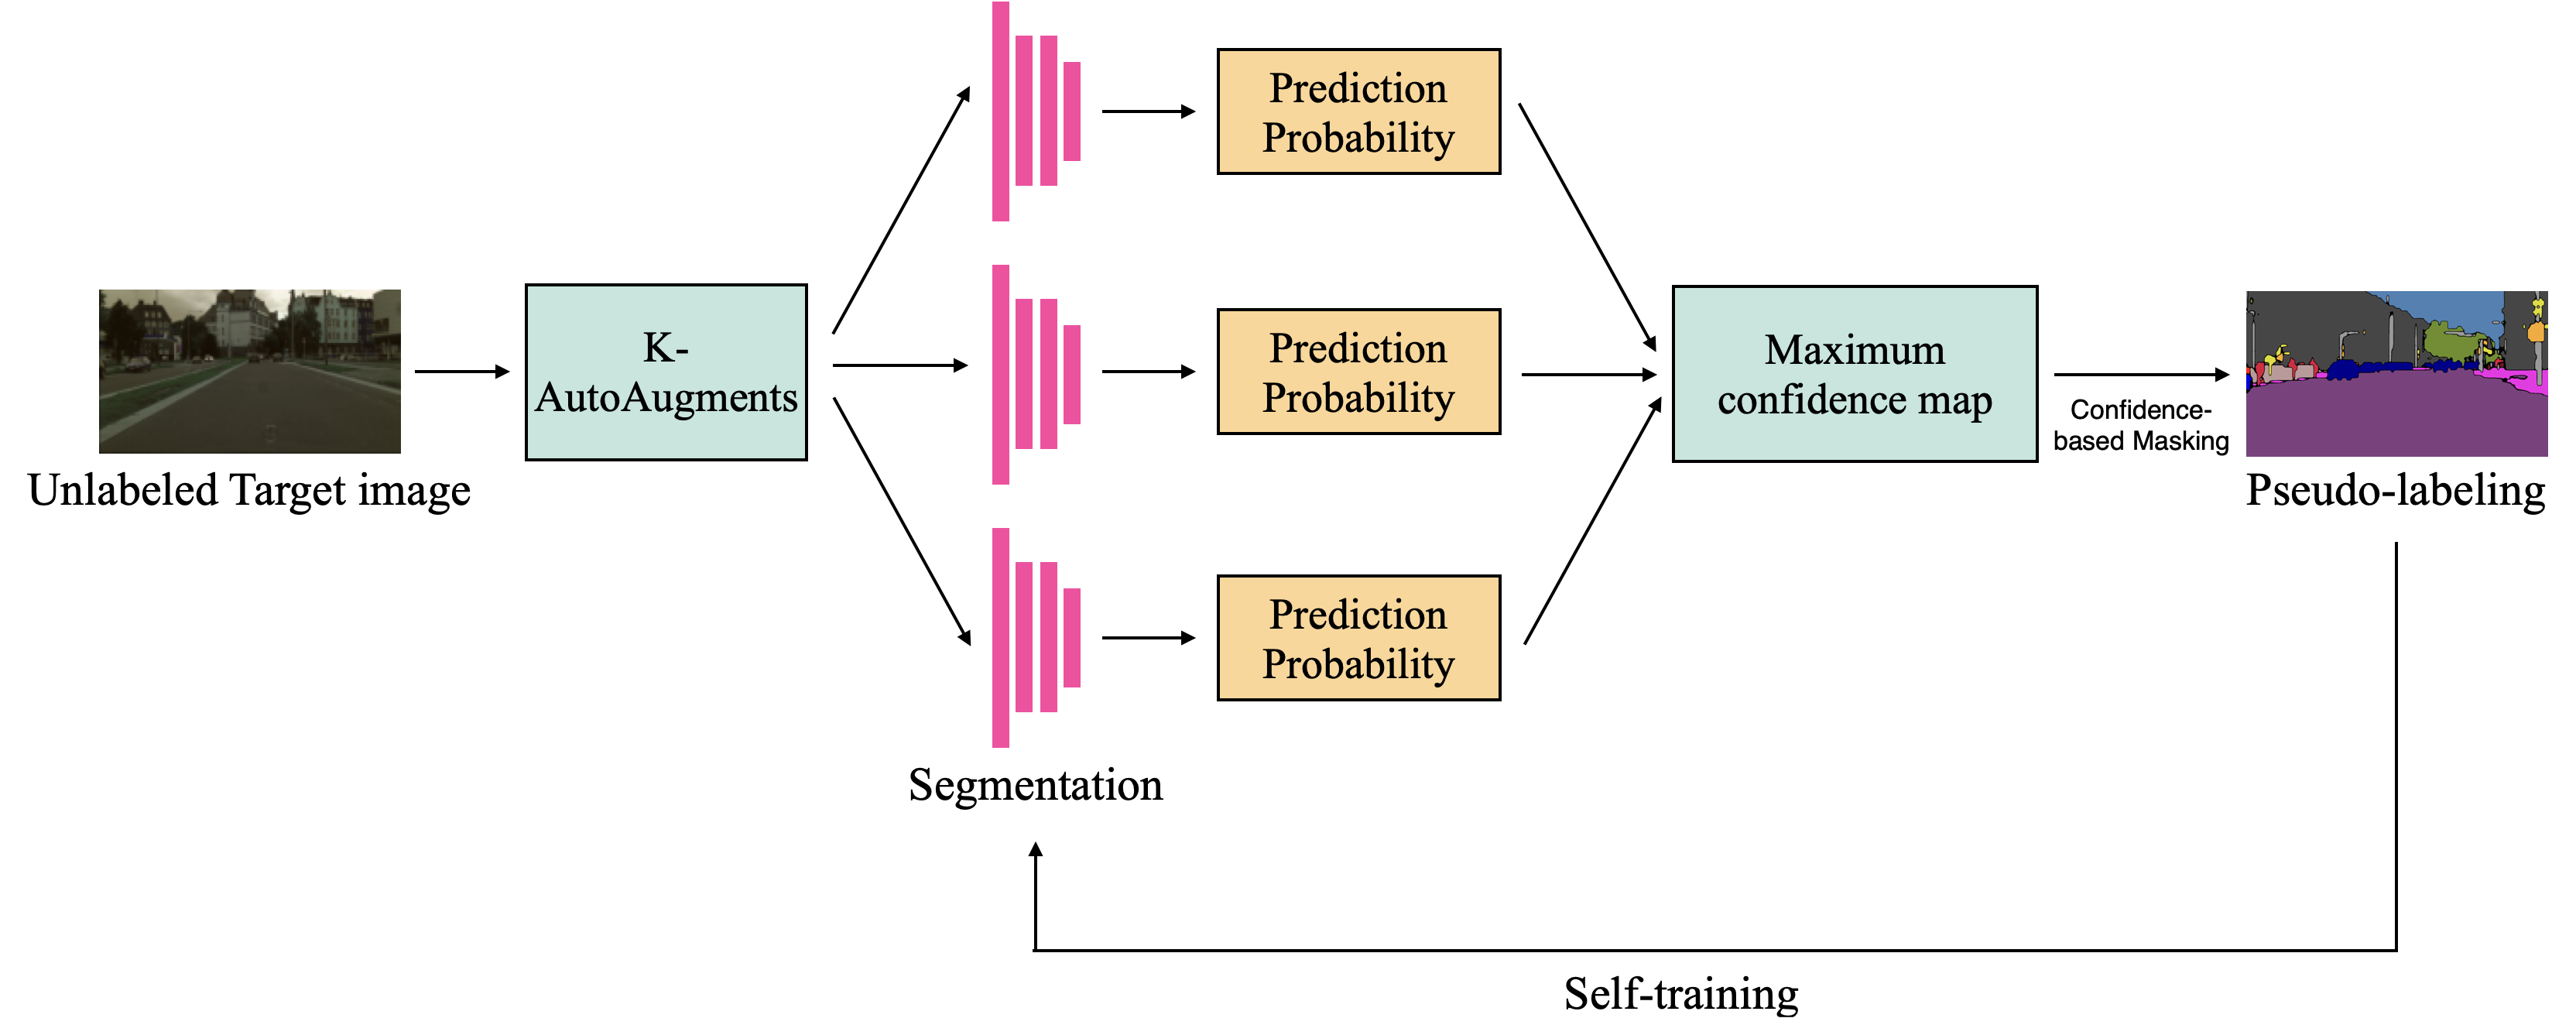 Prediction
Probability
Unlabeled Target image
K-
AutoAugments
Prediction
Probability
Maximum
confidence map
Confidence-
based Masking
Pseudo-labeling
Prediction
Probability
Segmentation
Self-training